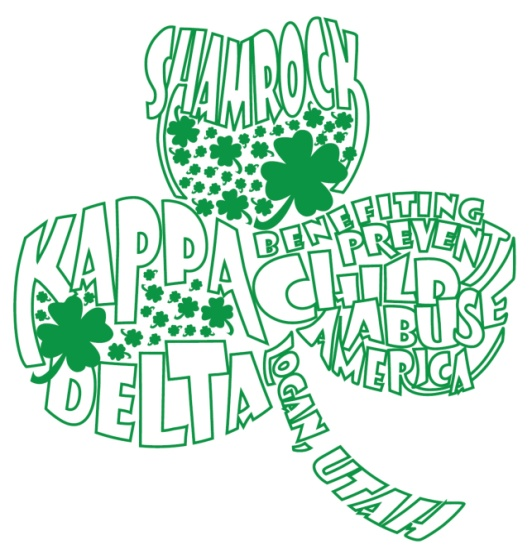 SHAMROCK
KAPPA
DELTA
BENEFITING
PREVENT
CHILD
ABUSE
AMERICA
LOGAN, UTAH